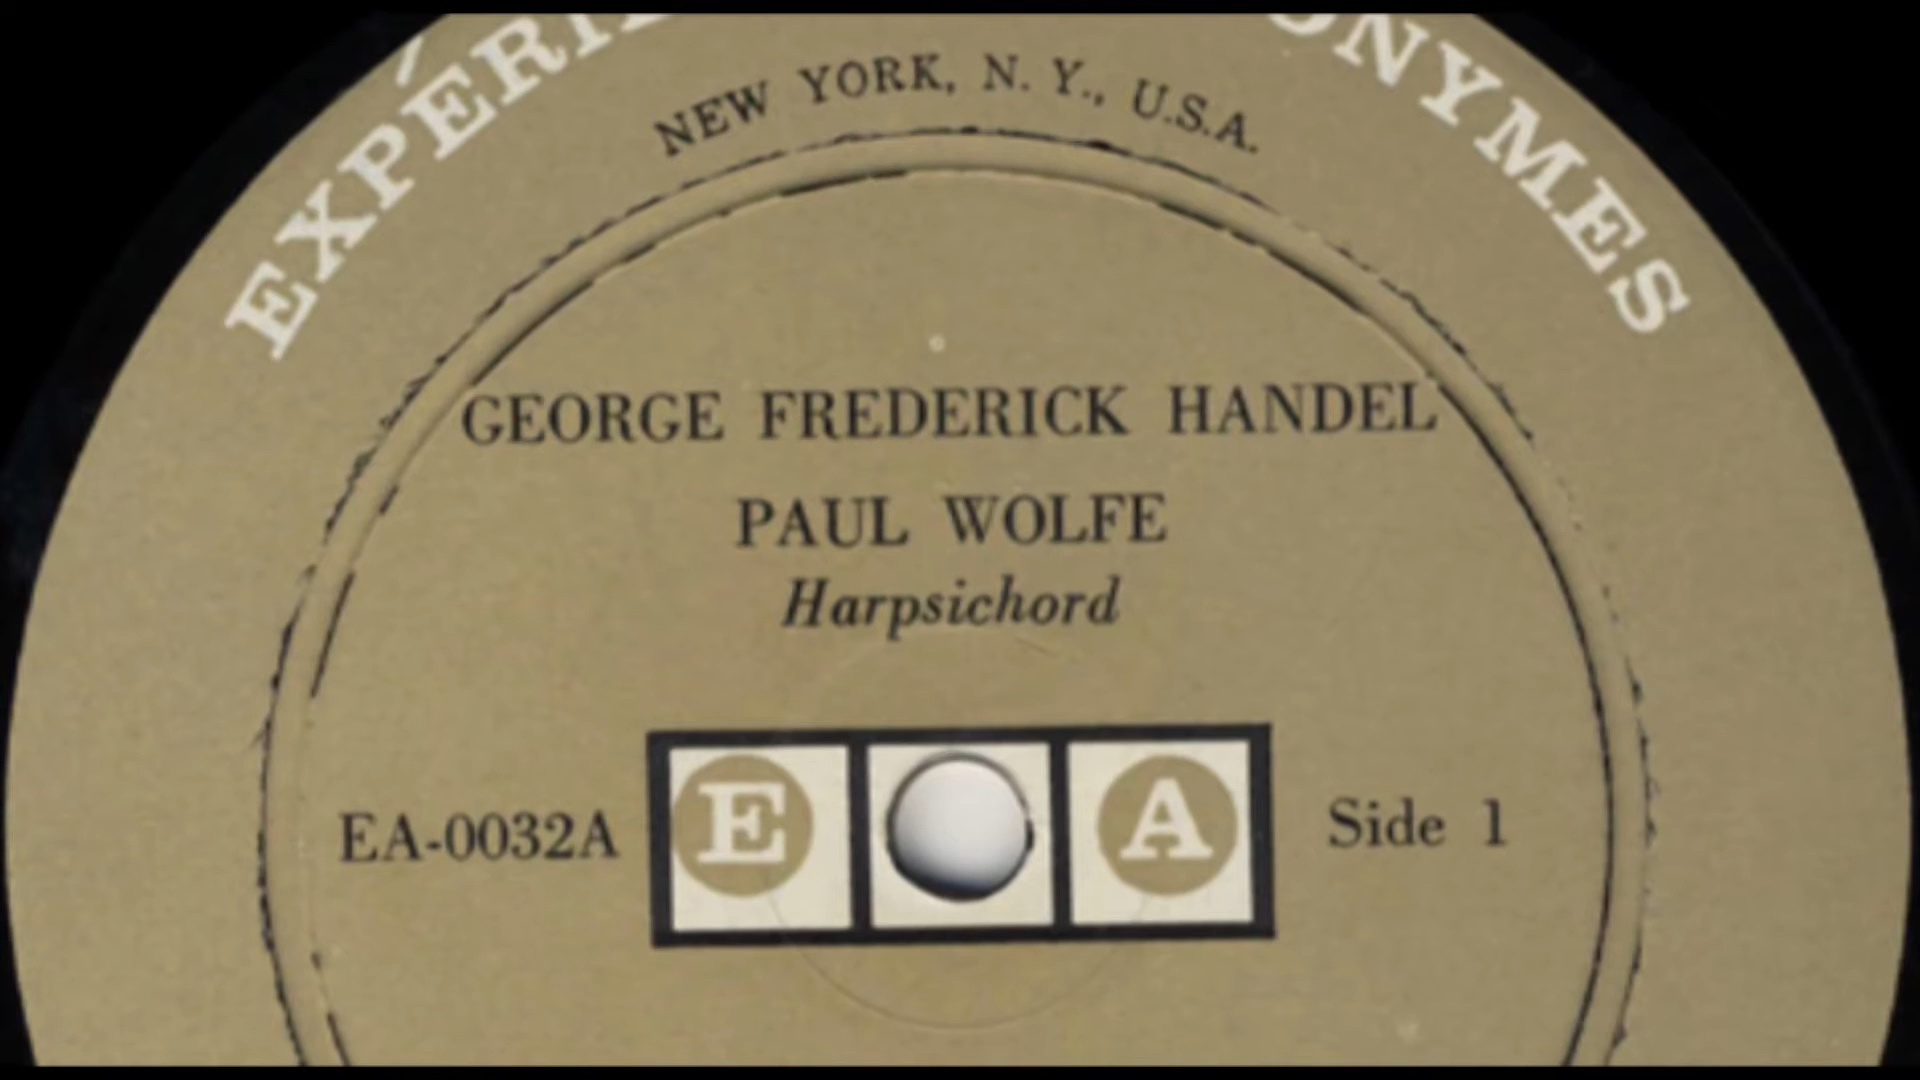 NEW YORK, N. Y., U.S.A.
GEORGE FREDERICK HANDEL
PAUL WOLFE
Harpsichord
EA-0032A
E A
Side 1